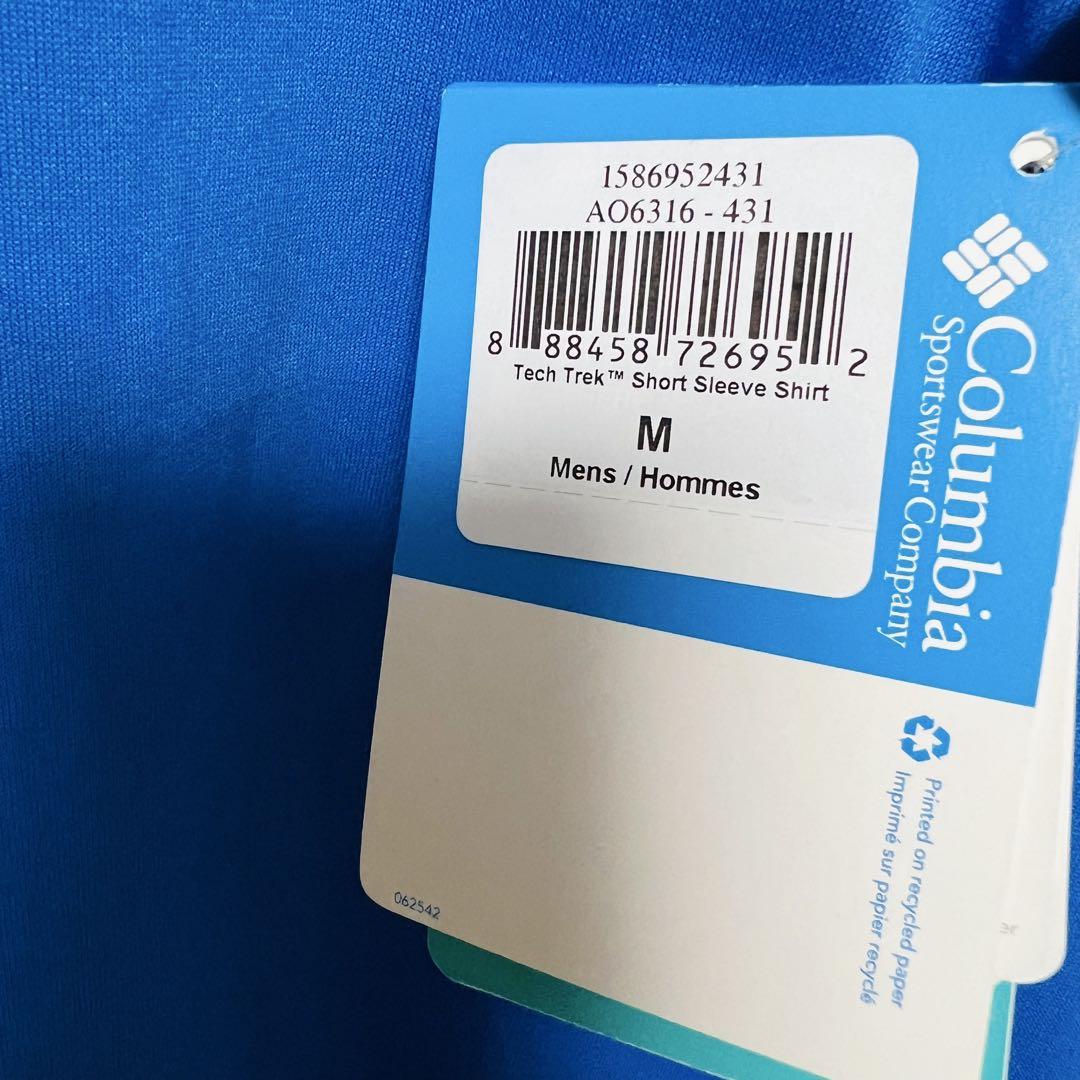 1586952431
AO6316 - 431
8 88458 72695 2
Tech Trek™ Short Sleeve Shirt
M
Mens / Hommes
Columbia
Sportswear Company
Printed on recycled paper
Imprimé sur papier recyclé
062542